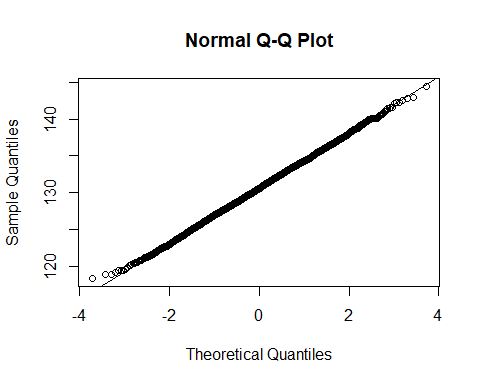 Normal Q-Q Plot
Sample Quantiles
140
130
120
-4 -2 0 2 4
Theoretical Quantiles